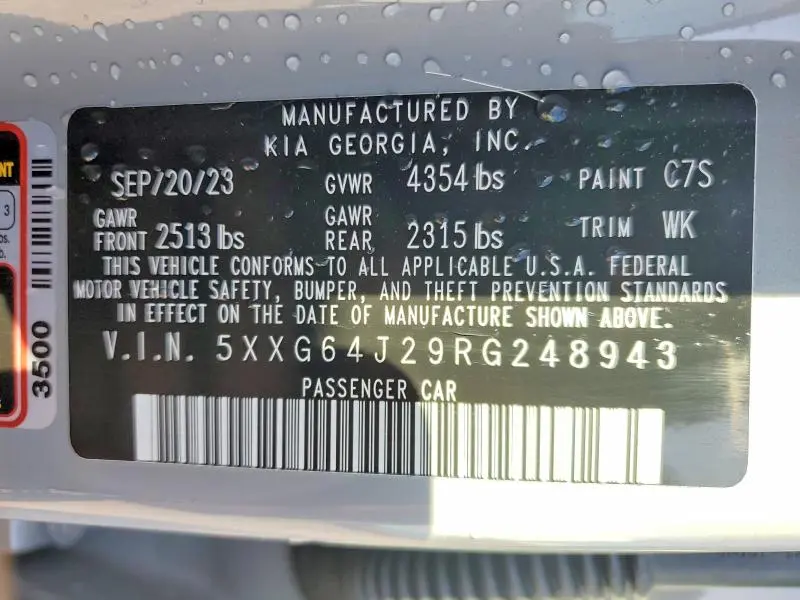 MANUFACTURED BY
KIA GEORGIA, INC.
SEP/20/23 GVWR 4354 lbs PAINT C7S
GAWR FRONT 2513 lbs GAWR REAR 2315 lbs TRIM WK
THIS VEHICLE CONFORMS TO ALL APPLICABLE U.S.A. FEDERAL
MOTOR VEHICLE SAFETY, BUMPER, AND THEFT PREVENTION STANDARDS
IN EFFECT ON THE DATE OF MANUFACTURE SHOWN ABOVE.
V.I.N. 5XXG64J29RG248943
PASSENGER CAR
3500